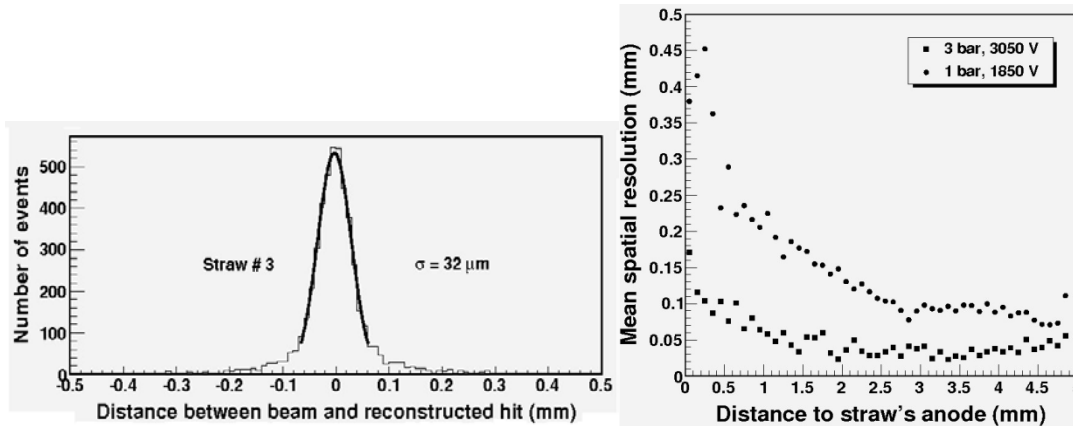 500
400
300
200
100
0
Number of events
Straw # 3
σ = 32 μm
-0.5 -0.4 -0.3 -0.2 -0.1 0 0.1 0.2 0.3 0.4 0.5
Distance between beam and reconstructed hit (mm)
0.5
0.45
0.4
0.35
0.3
0.25
0.2
0.15
0.1
0.05
0
Mean spatial resolution (mm)
3 bar, 3050 V
1 bar, 1850 V
0 0.5 1 1.5 2 2.5 3 3.5 4 4.5
Distance to straw's anode (mm)